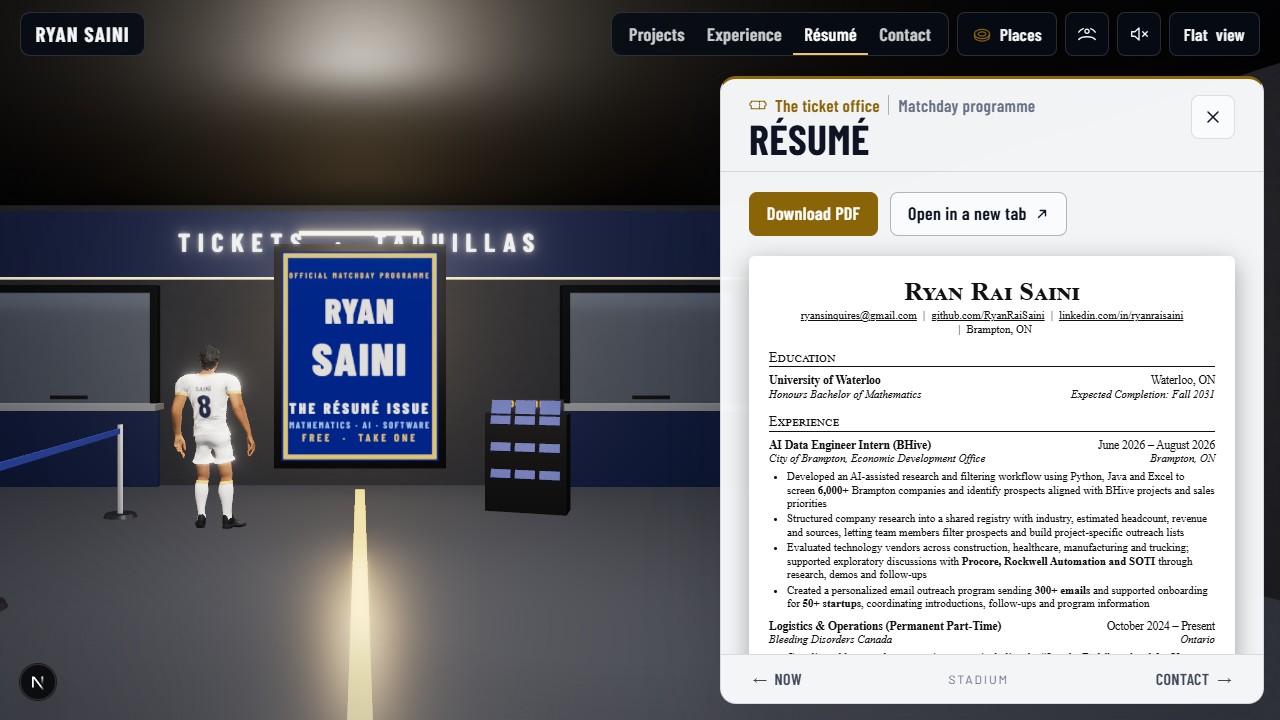 RYAN SAINI
Projects Experience Résumé Contact
Places
Flat view
The ticket office | Matchday programme
RÉSUMÉ
Download PDF
Open in a new tab ↗
TICKETS
OFFICIAL MATCHDAY PROGRAMME
RYAN
SAINI
THE RÉSUMÉ ISSUE
MATHEMATICS · AI · SOFTWARE
FREE · TAKE ONE
SAINI
8
Ryan Rai Saini
ryansinquires@gmail.com | github.com/RyanRaiSaini | linkedin.com/in/ryanraisaini
| Brampton, ON
Education
University of Waterloo Waterloo, ON
Honours Bachelor of Mathematics Expected Completion: Fall 2031
Experience
AI Data Engineer Intern (BHive) June 2026 – August 2026
City of Brampton, Economic Development Office Brampton, ON
• Developed an AI-assisted research and filtering workflow using Python, Java and Excel to
screen 6,000+ Brampton companies and identify prospects aligned with BHive projects and sales
priorities
• Structured company research into a shared registry with industry, estimated headcount, revenue
and sources, letting team members filter prospects and build project-specific outreach lists
• Evaluated technology vendors across construction, healthcare, manufacturing and trucking;
supported exploratory discussions with Procore, Rockwell Automation and SOTI through
research, demos and follow-ups
• Created a personalized email outreach program sending 300+ emails and supported onboarding
for 50+ startups, coordinating introductions, follow-ups and program information
Logistics & Operations (Permanent Part-Time) October 2024 – Present
Bleeding Disorders Canada Ontario
← NOW
STADIUM
CONTACT →
N